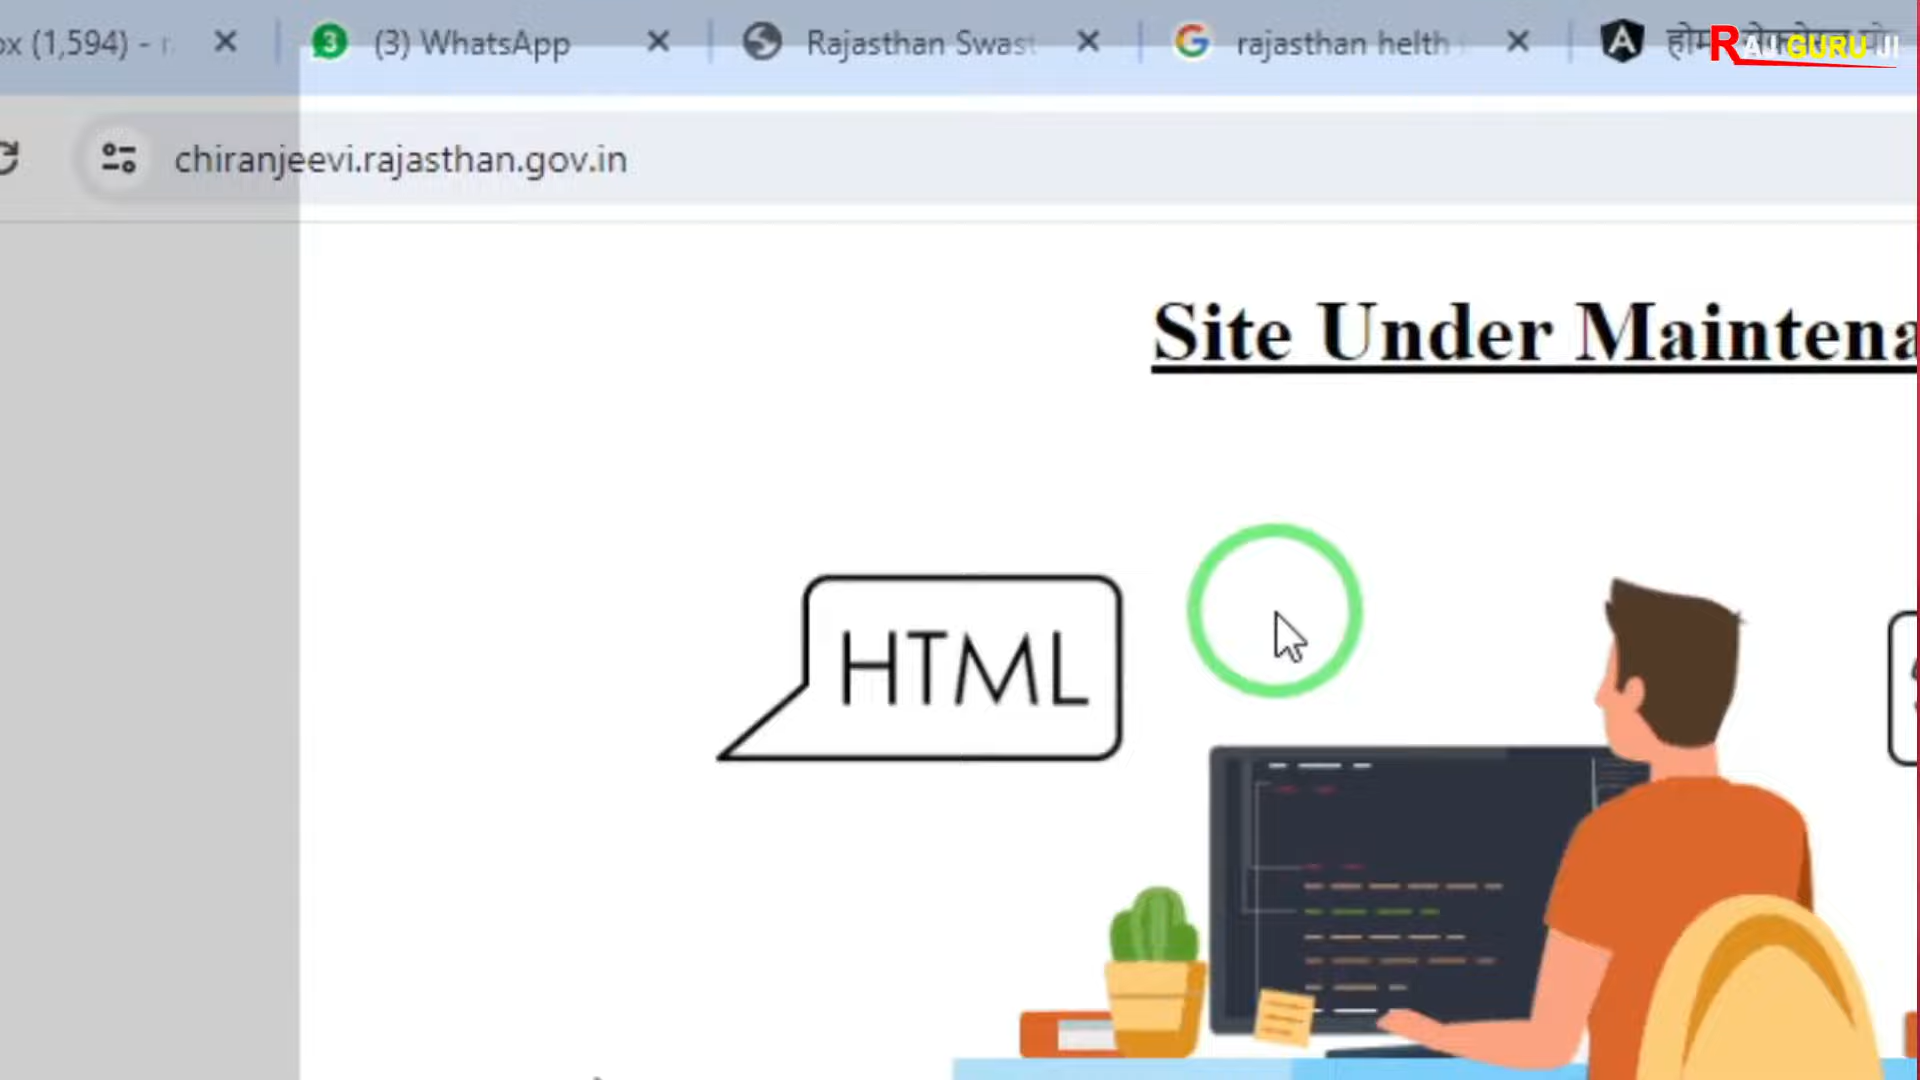 ox (1,594) -
(3) WhatsApp
Rajasthan Swast
rajasthan helth
RAJ GURU JI
chiranjeevi.rajasthan.gov.in
Site Under Maintena
HTML